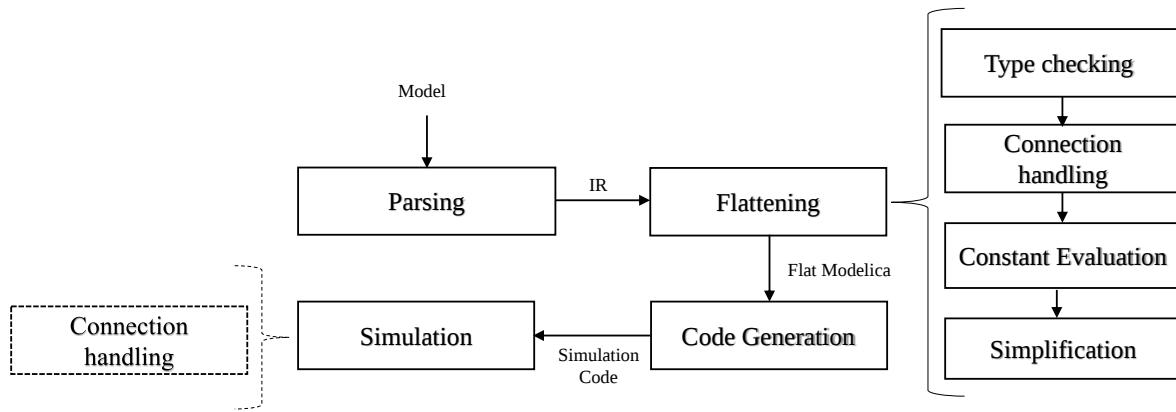 Model
Parsing
IR
Flattening
Type checking
Connection
handling
Constant Evaluation
Simplification
Flat Modelica
Code Generation
Simulation
Code
Simulation
Connection
handling